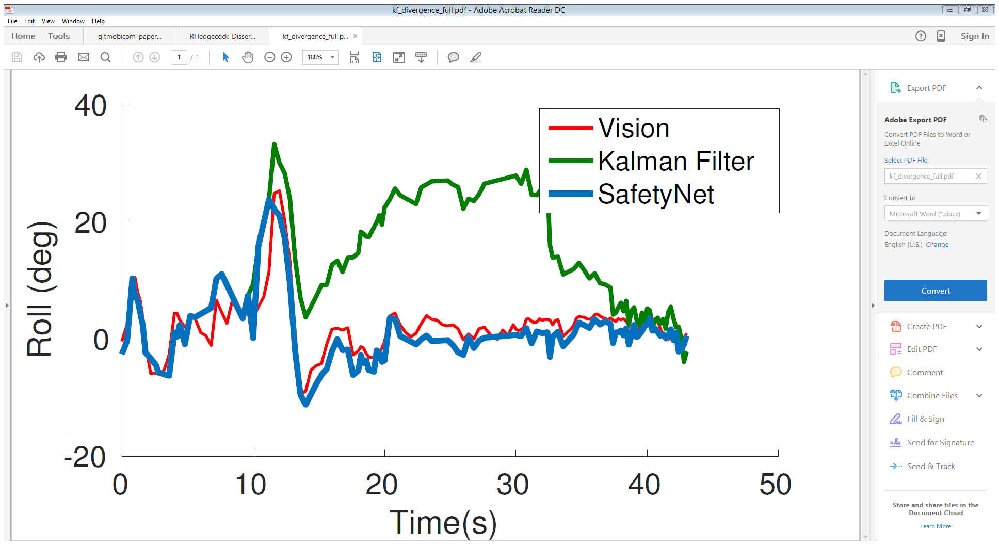 kf_divergence_full.pdf - Adobe Acrobat Reader DC
File Edit View Window Help
Home Tools gitmobicom-paper... RHedgecock-Disser... kf_divergence_full.p... × Sign In
1 / 1 188%
40
20
0
-20
Roll (deg)
Vision
Kalman Filter
SafetyNet
0 10 20 30 40 50
Time(s)
Export PDF
Adobe Export PDF
Convert PDF Files to Word or
Excel Online
Select PDF File
kf_divergence_full.pdf
Convert to
Microsoft Word (*.docx)
Document Language:
English (U.S.) Change
Convert
Create PDF
Edit PDF
Comment
Combine Files
Fill & Sign
Send for Signature
Send & Track
Store and share files in the
Document Cloud
Learn More